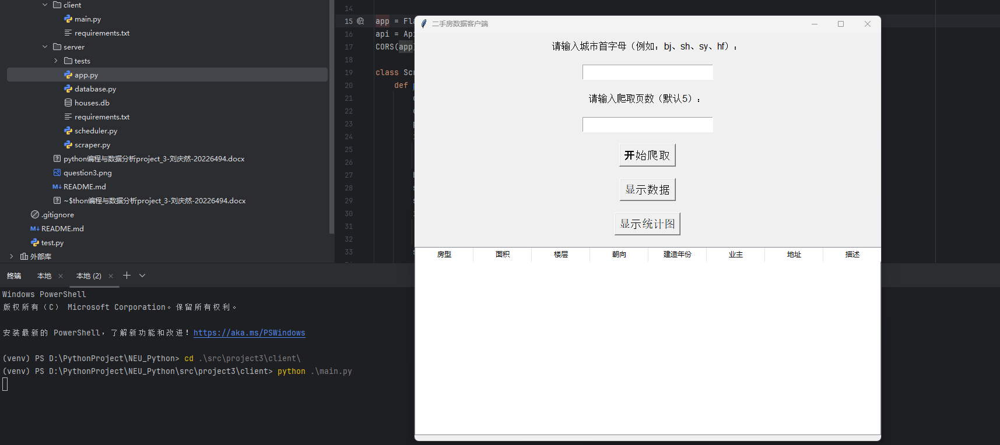 client
main.py
requirements.txt
server
tests
app.py
database.py
houses.db
requirements.txt
scheduler.py
scraper.py
python编程与数据分析project_3-刘庆然-20226494.docx
question3.png
README.md
~$thon编程与数据分析project_3-刘庆然-20226494.docx
.gitignore
README.md
test.py
外部库
14
15 app = Fl
16 api = Ap
17 CORS(app
18
19 class Sc
20 def
21
22
23
24
25
26
27
28
29
30
31
32
33
二手房数据客户端
请输入城市首字母（例如：bj、sh、sy、hf）：
请输入爬取页数（默认5）：
开始爬取
显示数据
显示统计图
房型 面积 楼层 朝向 建造年份 业主 地址 描述
终端 本地 本地 (2)
Windows PowerShell
版权所有（C） Microsoft Corporation。保留所有权利。
安装最新的 PowerShell，了解新功能和改进！https://aka.ms/PSWindows
(venv) PS D:\PythonProject\NEU_Python> cd .\src\project3\client\
(venv) PS D:\PythonProject\NEU_Python\src\project3\client> python .\main.py